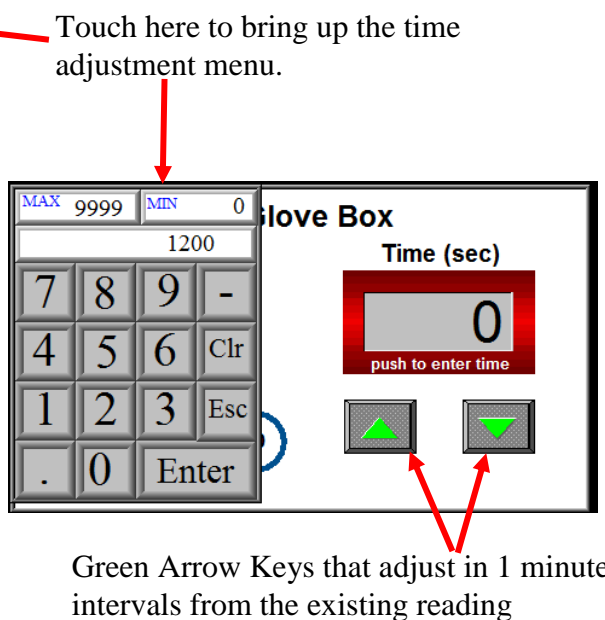 Touch here to bring up the time
adjustment menu.
MAX 9999 MIN 0
1200
7 8 9 -
4 5 6 Clr
1 2 3 Esc
. 0 Enter
Glove Box
Time (sec)
0
push to enter time
Green Arrow Keys that adjust in 1 minute
intervals from the existing reading